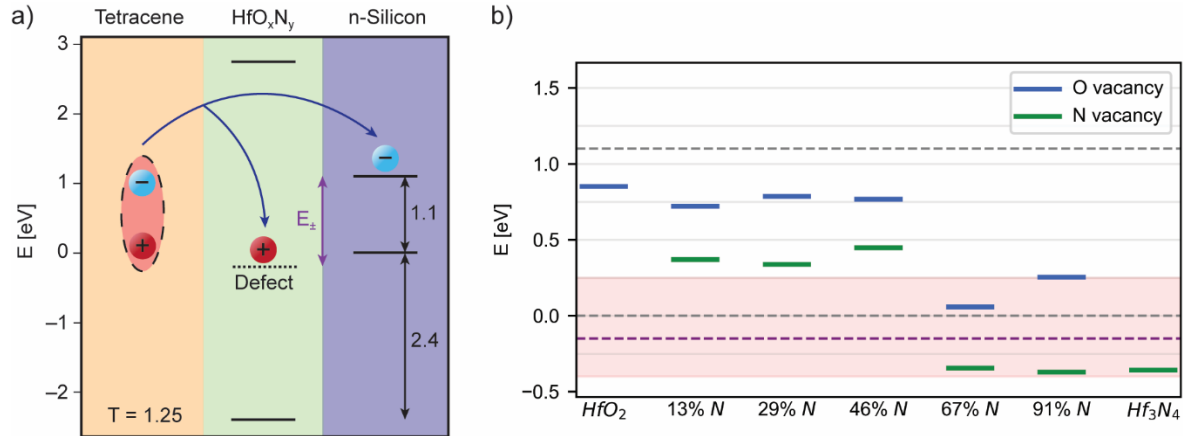 a)
Tetracene HfOxNy n-Silicon
E [eV]
3
2
1
0
−1
−2
−
+
+
−
Defect
E±
1.1
2.4
T = 1.25
b)
E [eV]
1.5
1.0
0.5
0.0
−0.5
O vacancy
N vacancy
HfO2 13% N 29% N 46% N 67% N 91% N Hf3N4